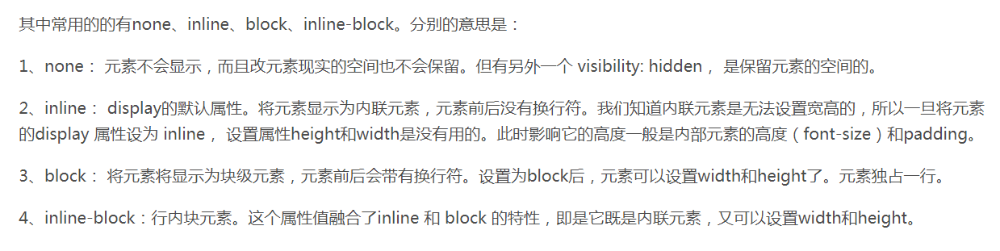 其中常用的的有none、inline、block、inline-block。分别的意思是：
1、none： 元素不会显示，而且改元素现实的空间也不会保留。但有另外一个 visibility: hidden， 是保留元素的空间的。
2、inline： display的默认属性。将元素显示为内联元素，元素前后没有换行符。我们知道内联元素是无法设置宽高的，所以一旦将元素
的display 属性设为 inline， 设置属性height和width是没有用的。此时影响它的高度一般是内部元素的高度（font-size）和padding。
3、block： 将元素将显示为块级元素，元素前后会带有换行符。设置为block后，元素可以设置width和height了。元素独占一行。
4、inline-block：行内块元素。这个属性值融合了inline 和 block 的特性，即是它既是内联元素，又可以设置width和height。